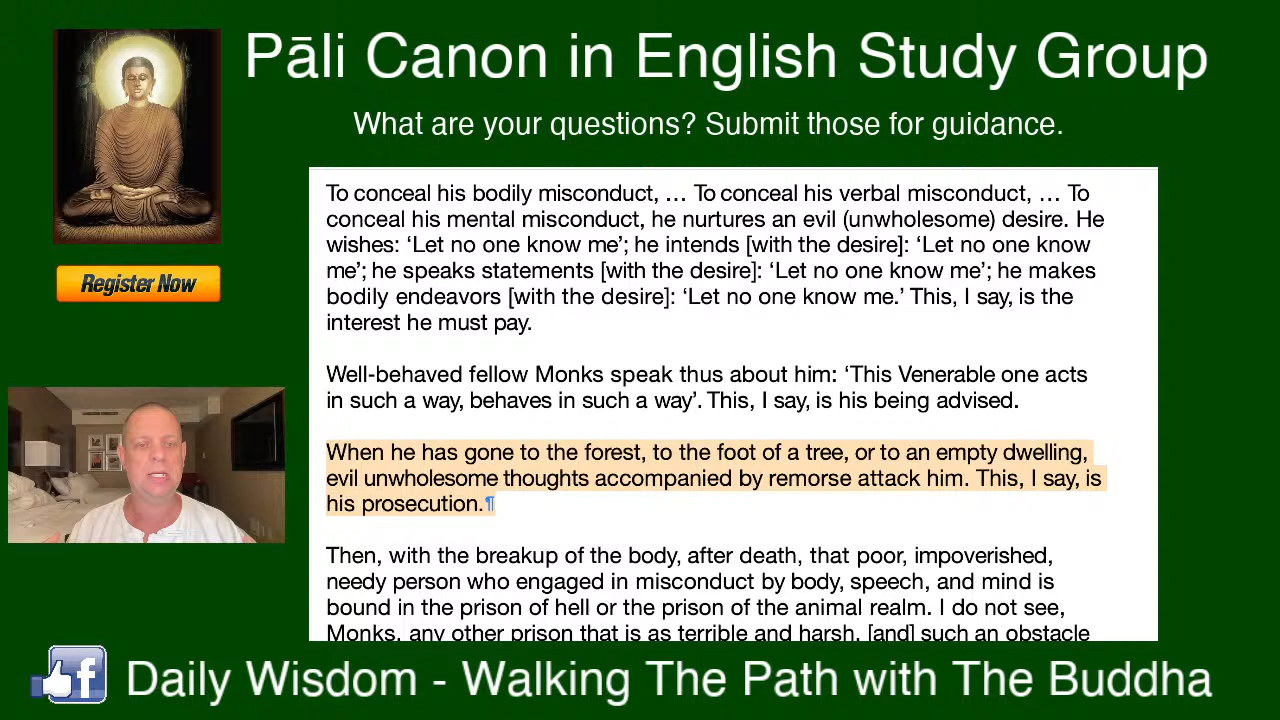 Pāli Canon in English Study Group
What are your questions? Submit those for guidance.
Register Now
To conceal his bodily misconduct, … To conceal his verbal misconduct, … To
conceal his mental misconduct, he nurtures an evil (unwholesome) desire. He
wishes: ‘Let no one know me’; he intends [with the desire]: ‘Let no one know
me’; he speaks statements [with the desire]: ‘Let no one know me’; he makes
bodily endeavors [with the desire]: ‘Let no one know me.’ This, I say, is the
interest he must pay.
Well-behaved fellow Monks speak thus about him: ‘This Venerable one acts
in such a way, behaves in such a way’. This, I say, is his being advised.
When he has gone to the forest, to the foot of a tree, or to an empty dwelling,
evil unwholesome thoughts accompanied by remorse attack him. This, I say, is
his prosecution.¶
Then, with the breakup of the body, after death, that poor, impoverished,
needy person who engaged in misconduct by body, speech, and mind is
bound in the prison of hell or the prison of the animal realm. I do not see,
Monks, any other prison that is as terrible and harsh, [and] such an obstacle
f
Daily Wisdom - Walking The Path with The Buddha